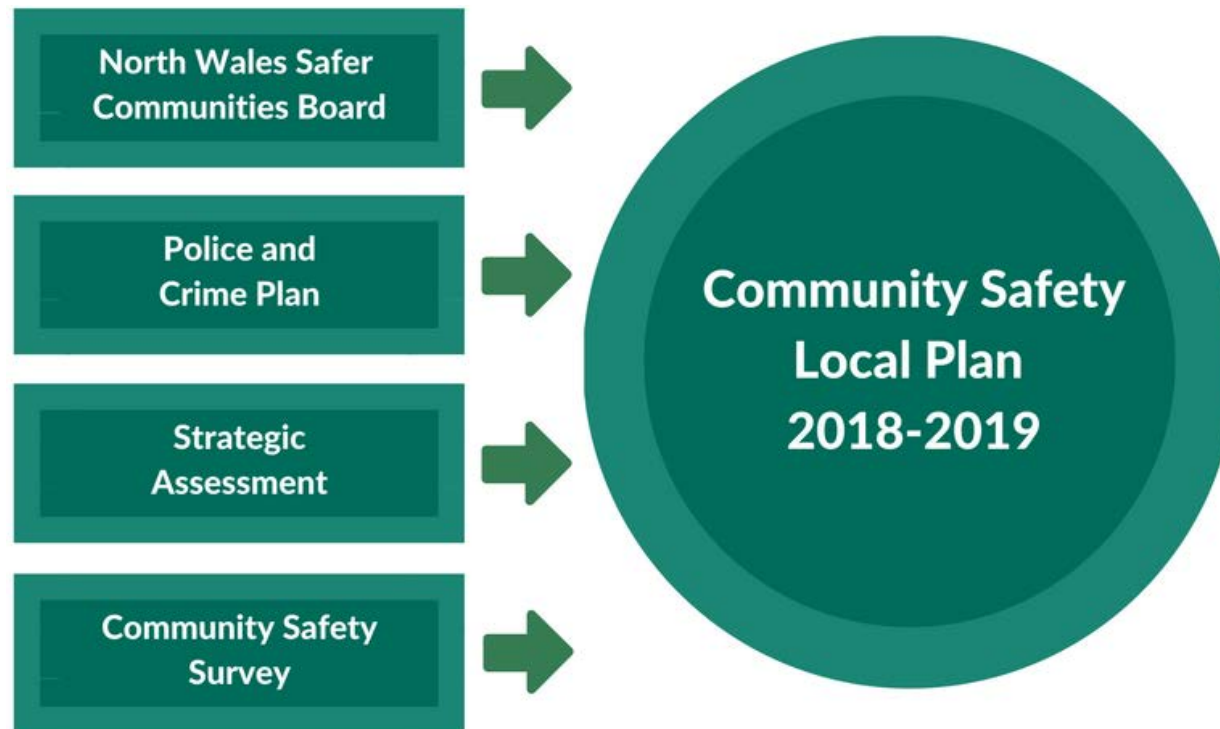 North Wales Safer
Communities Board
Police and
Crime Plan
Strategic
Assessment
Community Safety
Survey
Community Safety
Local Plan
2018-2019